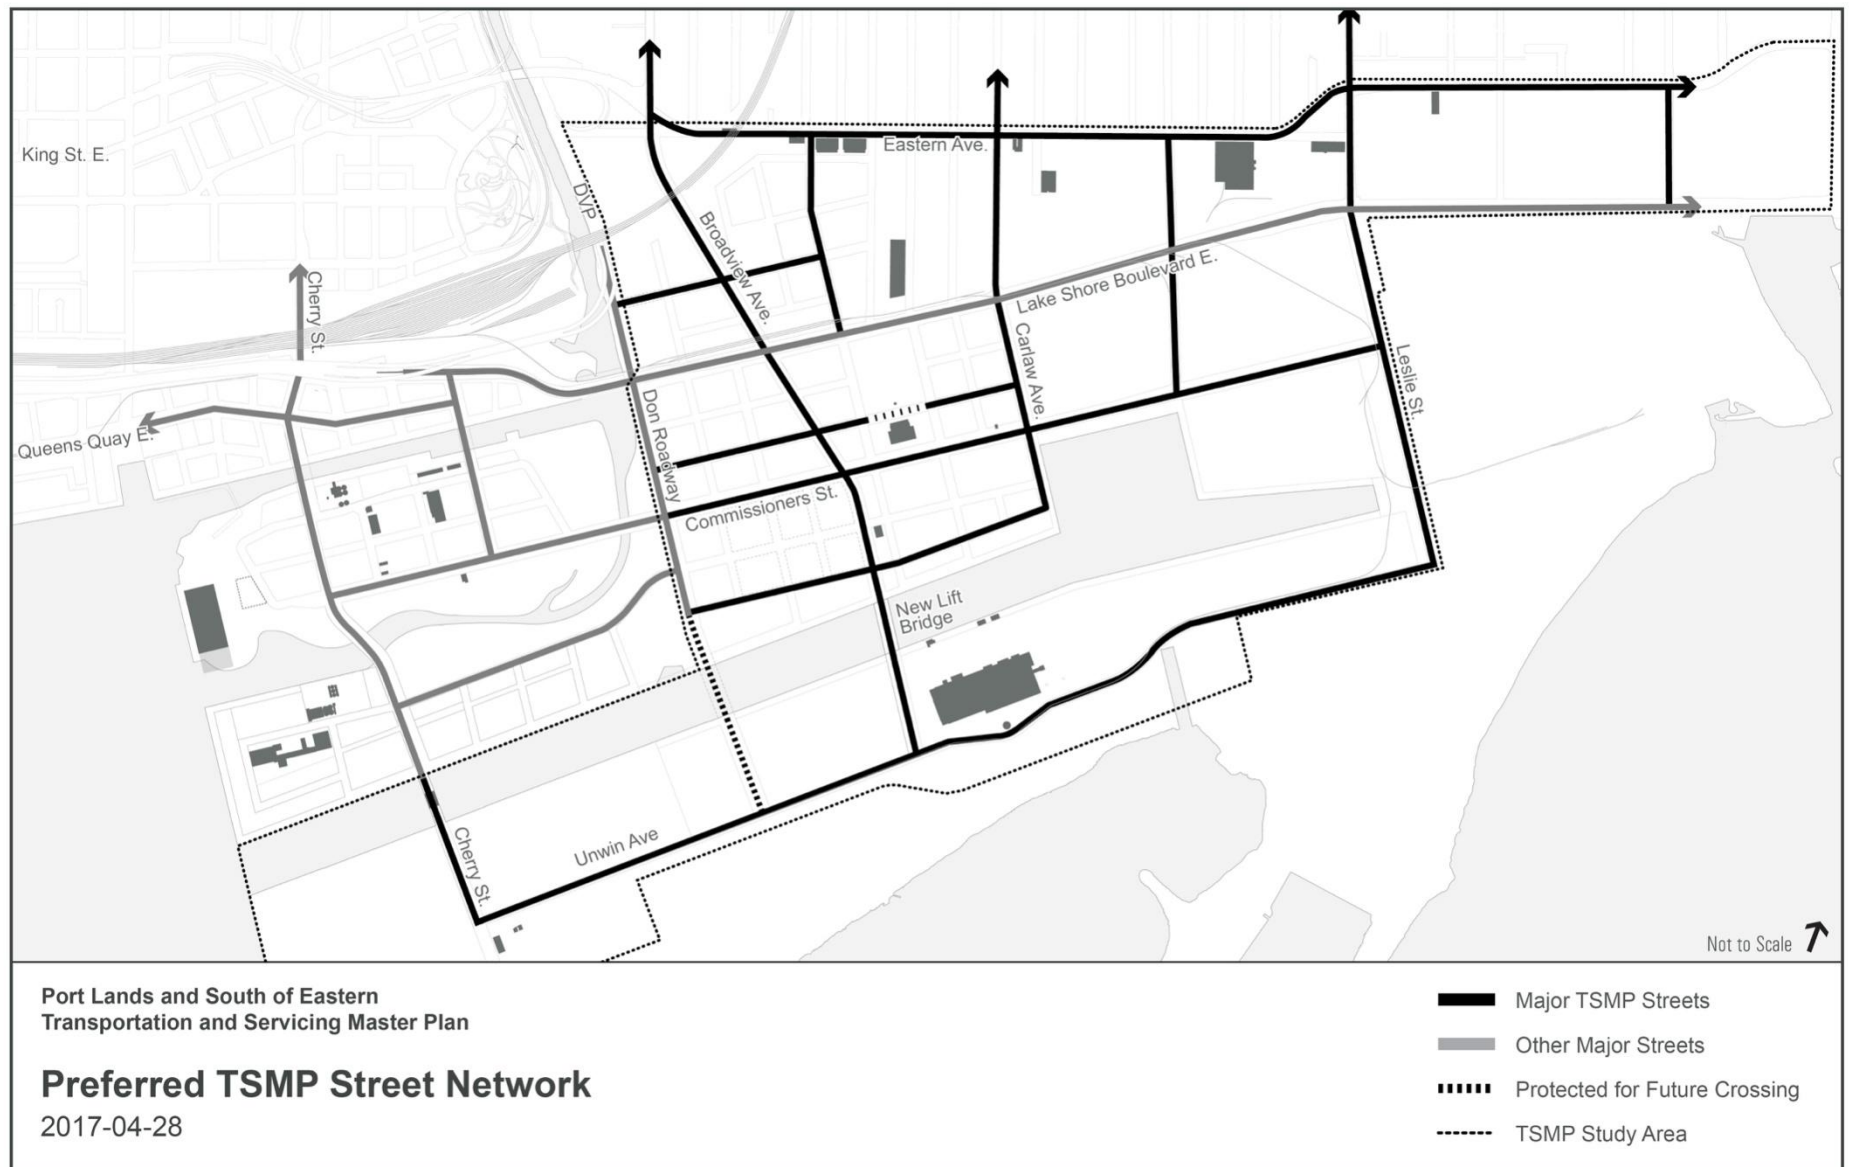 King St. E.
Eastern Ave.
DVP
Broadview Ave.
Cherry St.
Lake Shore Boulevard E.
Carlaw Ave.
Leslie St.
Queens Quay E.
Don Roadway
Commissioners St.
New Lift
Bridge
Cherry St.
Unwin Ave
Not to Scale
Port Lands and South of Eastern
Transportation and Servicing Master Plan
Preferred TSMP Street Network
2017-04-28
Major TSMP Streets
Other Major Streets
Protected for Future Crossing
TSMP Study Area